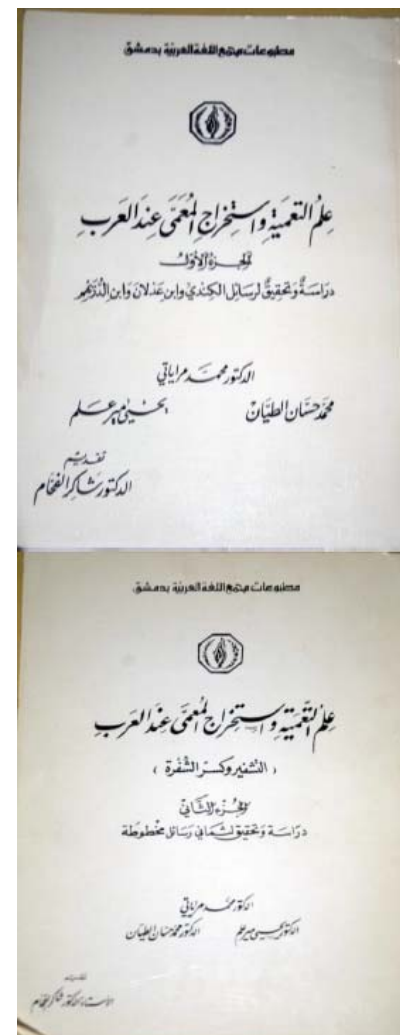 مطبوعات مجمع اللغة العربية بدمشق
علم التعمية واستخراج المعمى عند العرب
الجزء الأول
دراسة وتحقيق لرسائل الكندي وابن عدلان وابن الدريهم
الدكتور محمد مراياتي
محمد حسان الطيان يحيى مير علم
تقديم
الدكتور شاكر الفحام
مطبوعات مجمع اللغة العربية بدمشق
علم التعمية واستخراج المعمى عند العرب
( التشفير وكسر الشفرة )
الجزء الثاني
دراسة وتحقيق لثماني رسائل مخطوطة
الدكتور محمد مراياتي
الدكتور يحيى مير علم الدكتور محمد حسان الطيان
تقديم
الأستاذ الدكتور شاكر الفحام